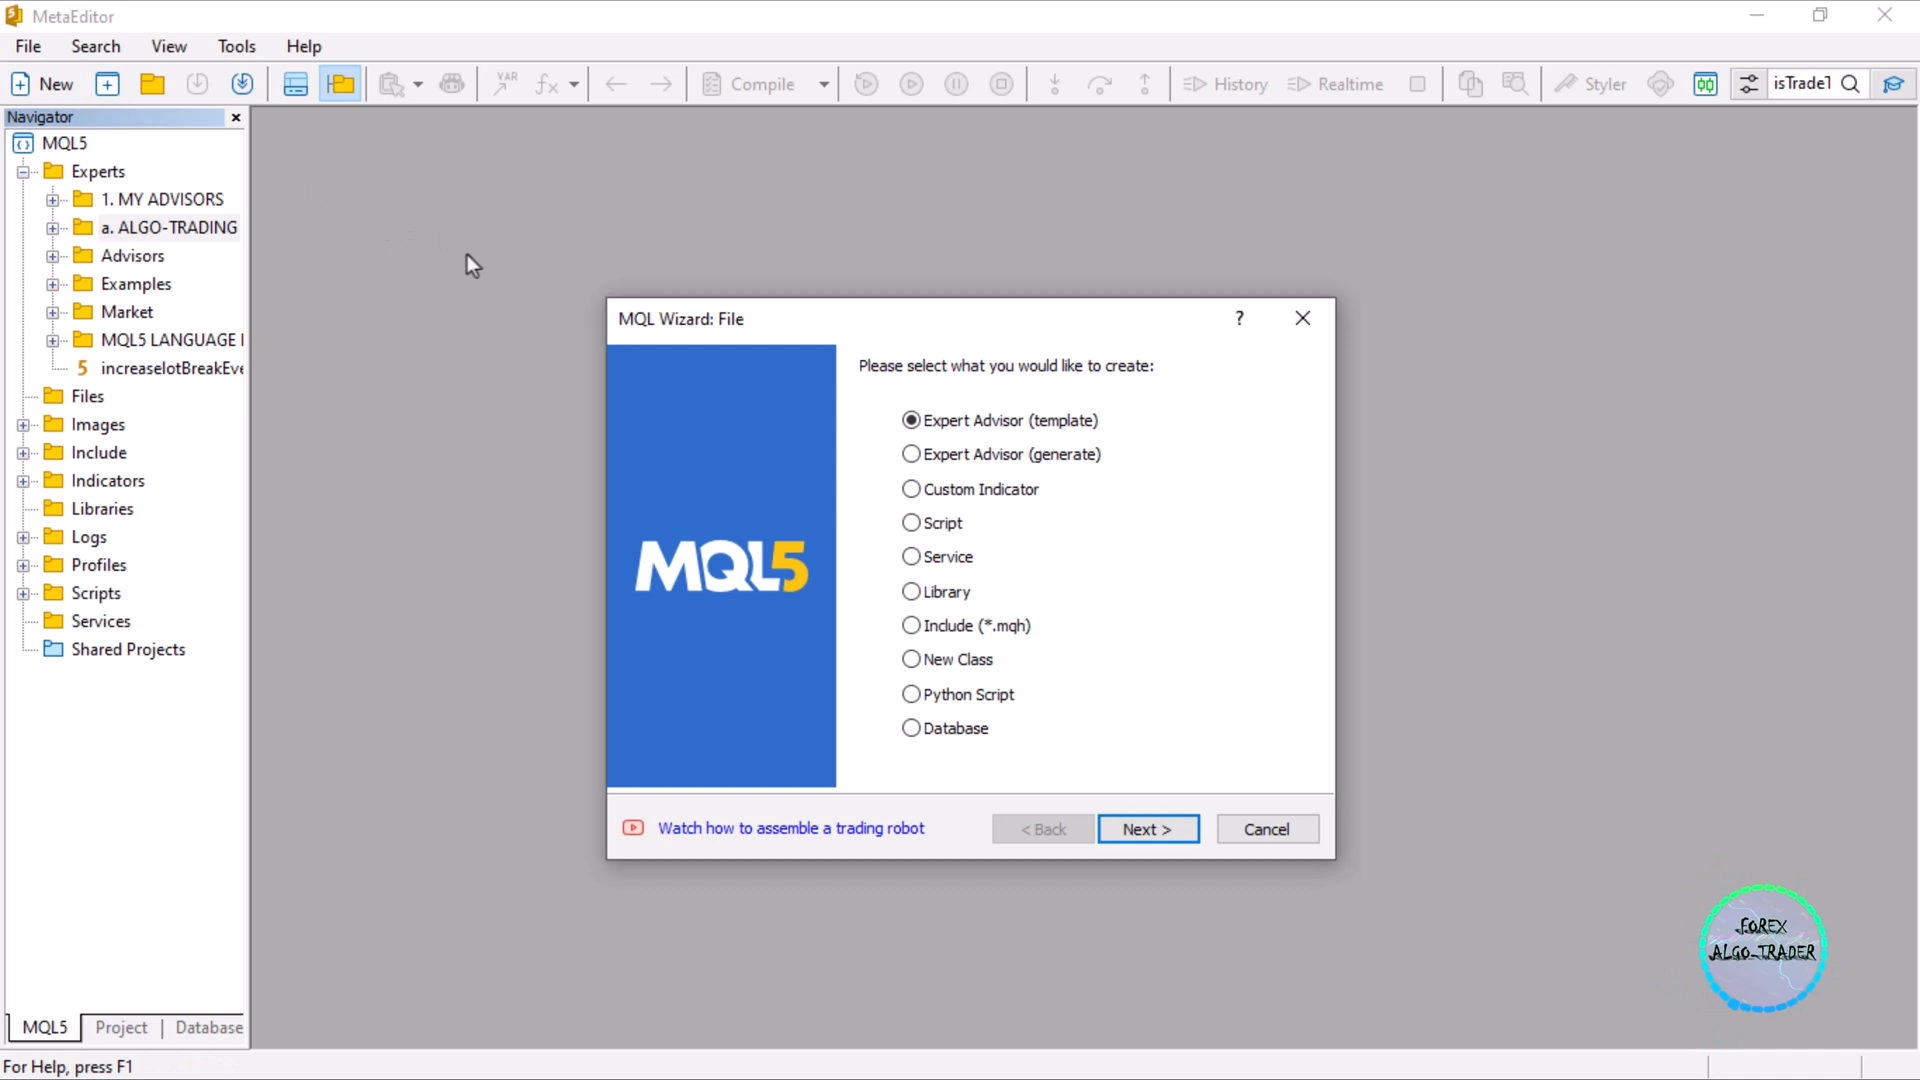 MetaEditor
File Search View Tools Help
New VAR fx Compile History Realtime Styler isTradeT
Navigator
MQL5
Experts
1. MY ADVISORS
a. ALGO-TRADING
Advisors
Examples
Market
MQL5 LANGUAGE
increaselotBreakEve
Files
Images
Include
Indicators
Libraries
Logs
Profiles
Scripts
Services
Shared Projects
MQL5 Project Database
For Help, press F1
MQL Wizard: File
?
Please select what you would like to create:
Expert Advisor (template)
Expert Advisor (generate)
Custom Indicator
Script
Service
Library
Include (*.mqh)
New Class
Python Script
Database
MQL5
Watch how to assemble a trading robot
< Back Next > Cancel
FOREX
ALGO-TRADER